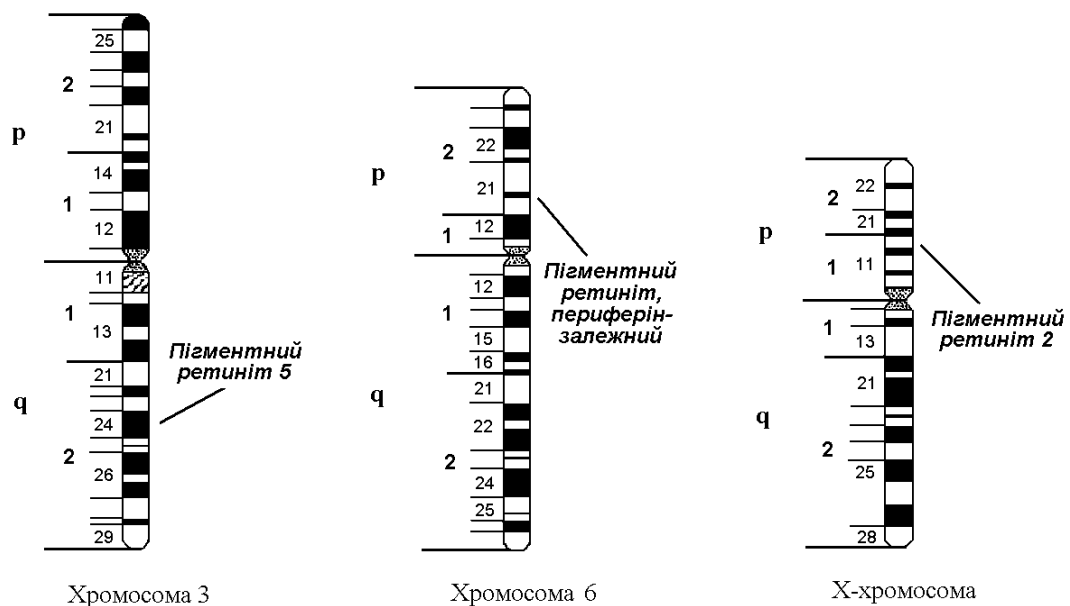 25
2
21
p
14
1
12
11
1
13
21
q
24
2
26
29
Пігментний
ретиніт 5
Хромосома 3
2
22
p
21
12
1
12
1
15
16
21
q
22
2
24
25
Пігментний
ретиніт,
периферін-
залежний
Хромосома 6
22
2
21
p
11
1
1
13
21
q
2
25
28
Пігментний
ретиніт 2
Х-хромосома